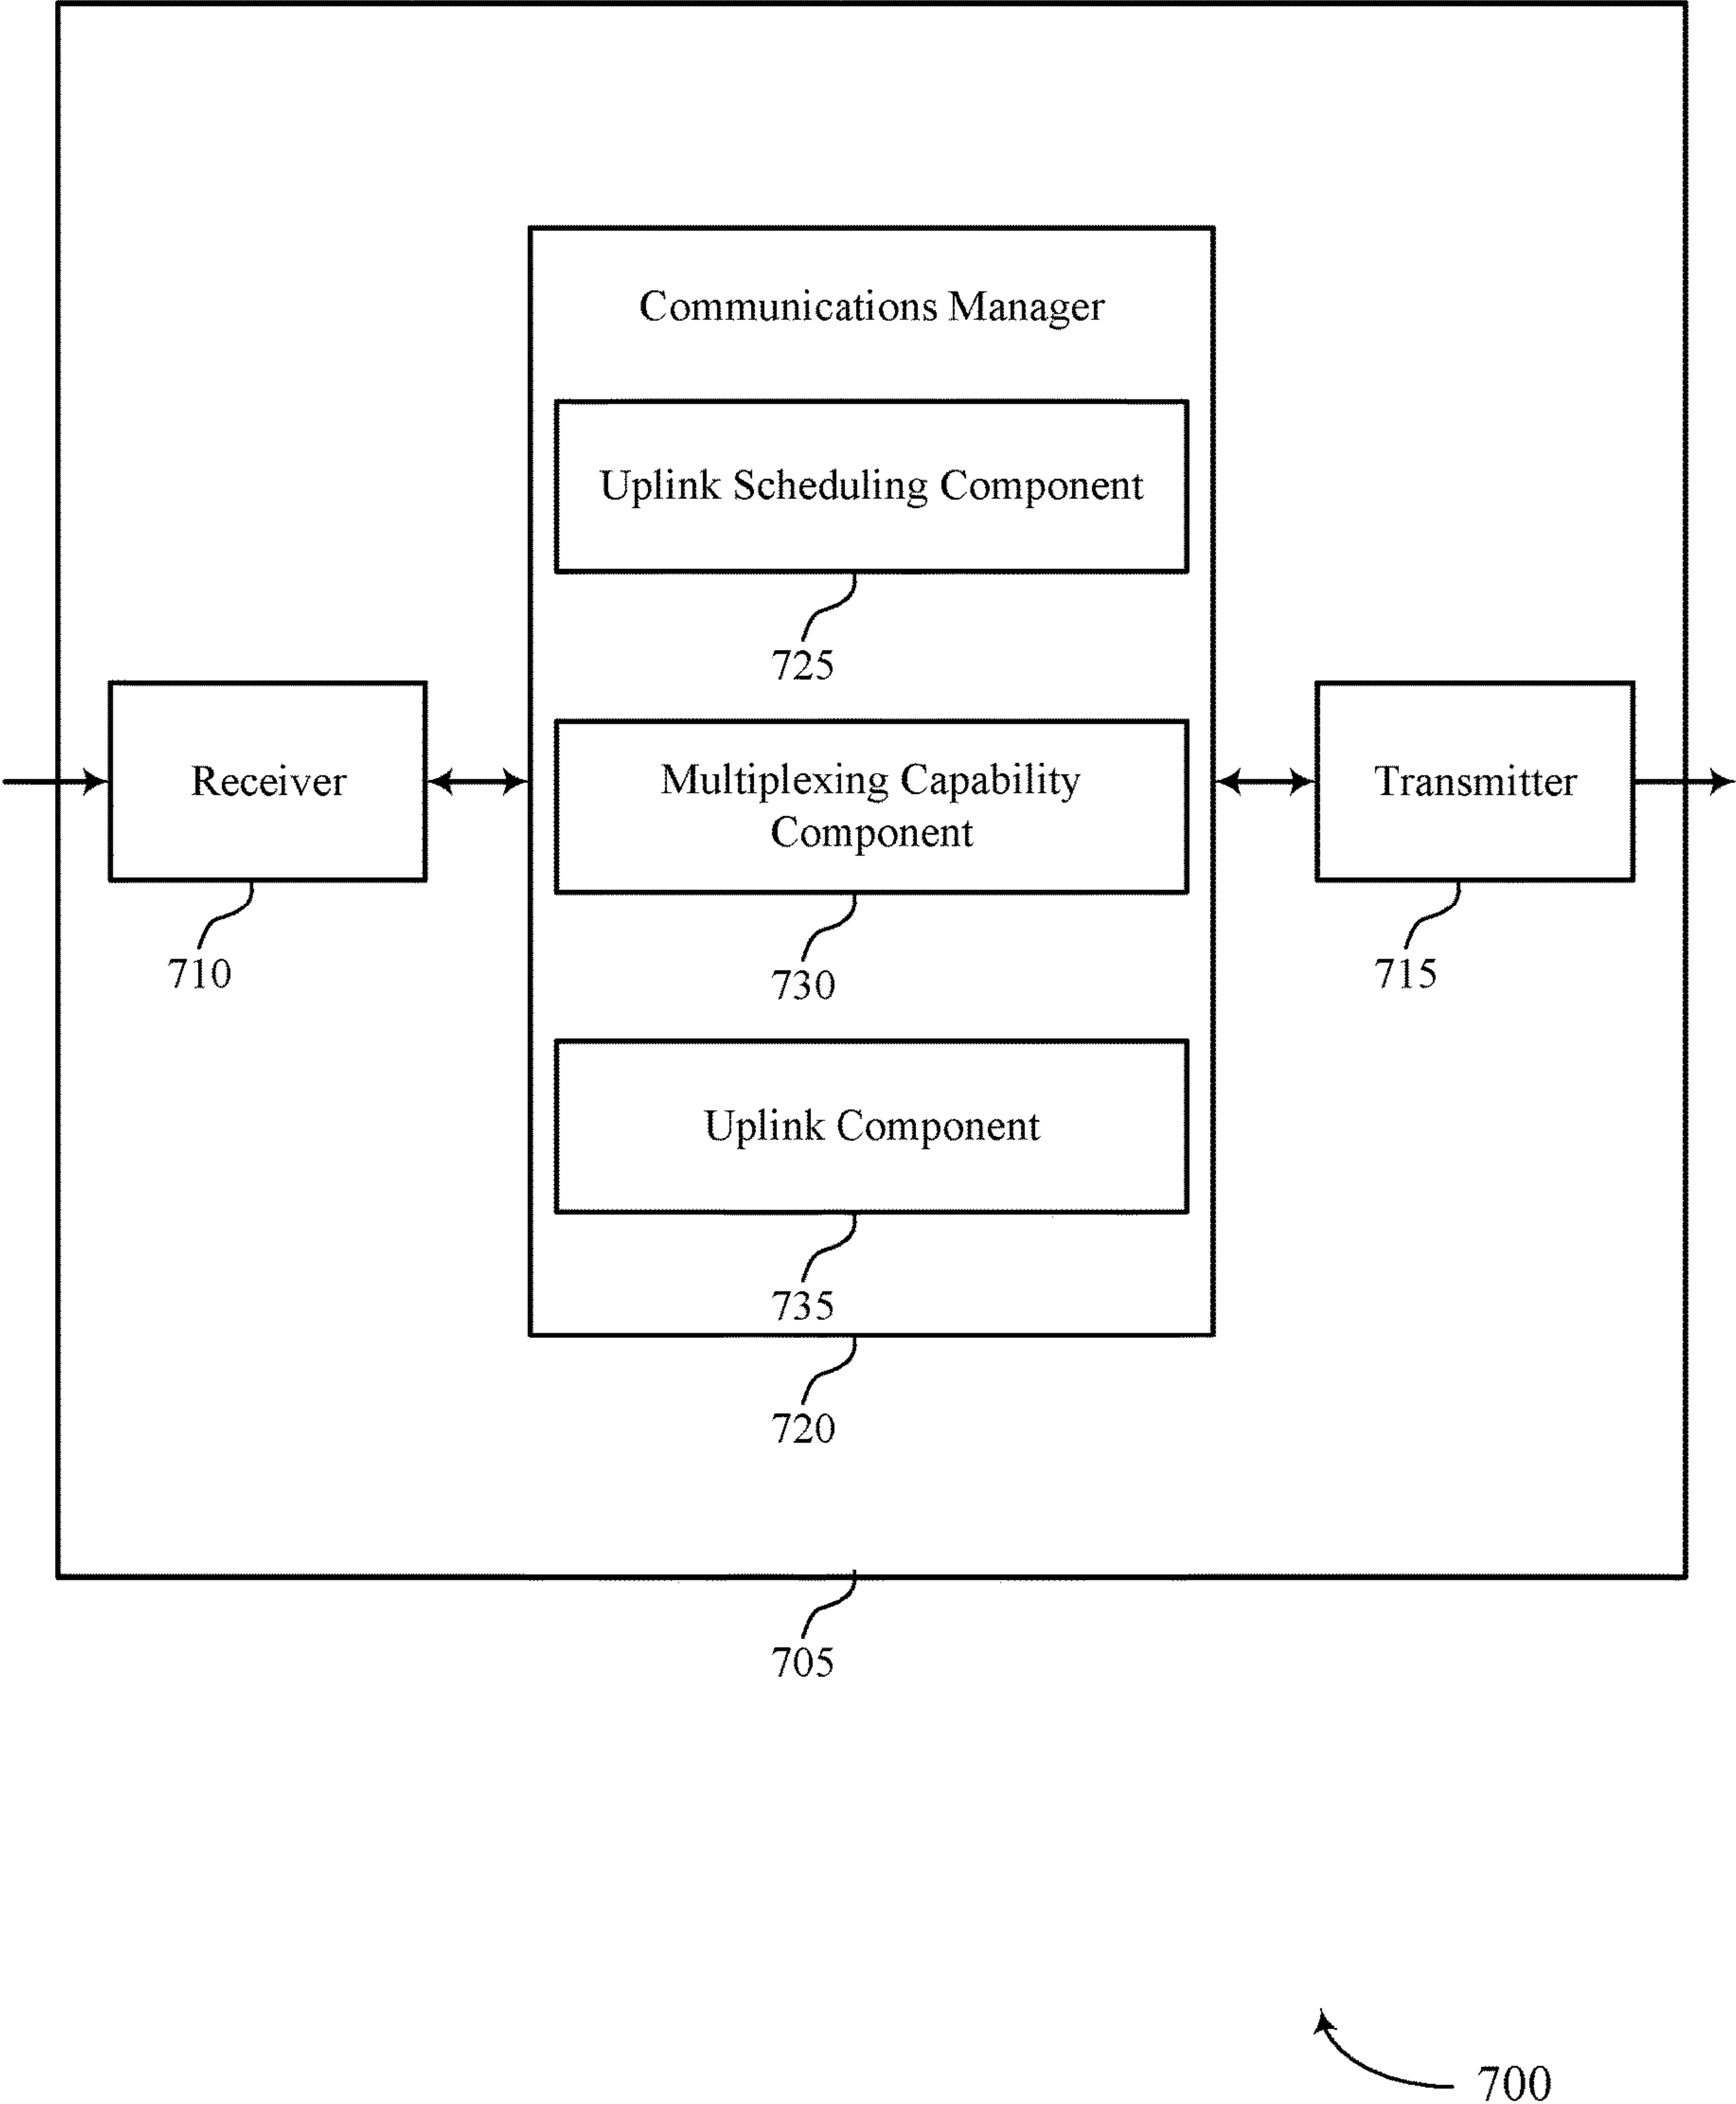 Communications Manager
Uplink Scheduling Component
725
Receiver
710
Multiplexing Capability
Component
730
Transmitter
715
Uplink Component
735
720
705
700